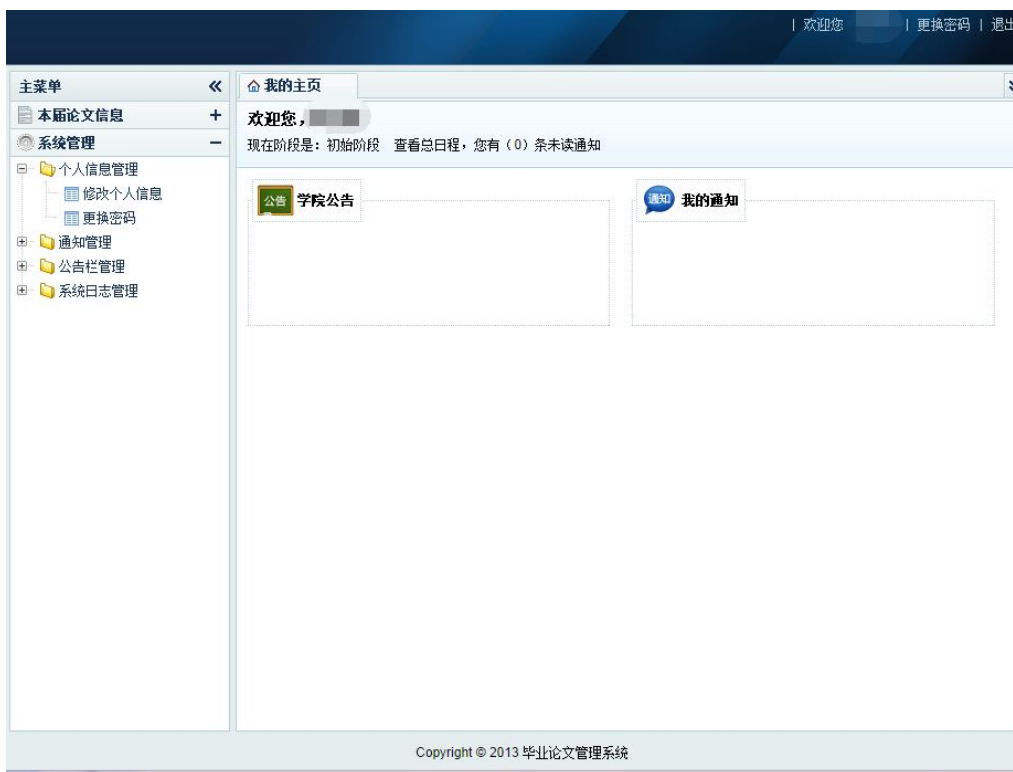 | 欢迎您 | 更换密码 | 退出
主菜单
我的主页
本届论文信息
欢迎您，
系统管理
现在阶段是：初始阶段 查看总日程，您有（0）条未读通知
个人信息管理
修改个人信息
公告 学院公告
通知 我的通知
更换密码
通知管理
公告栏管理
系统日志管理
Copyright © 2013 毕业论文管理系统